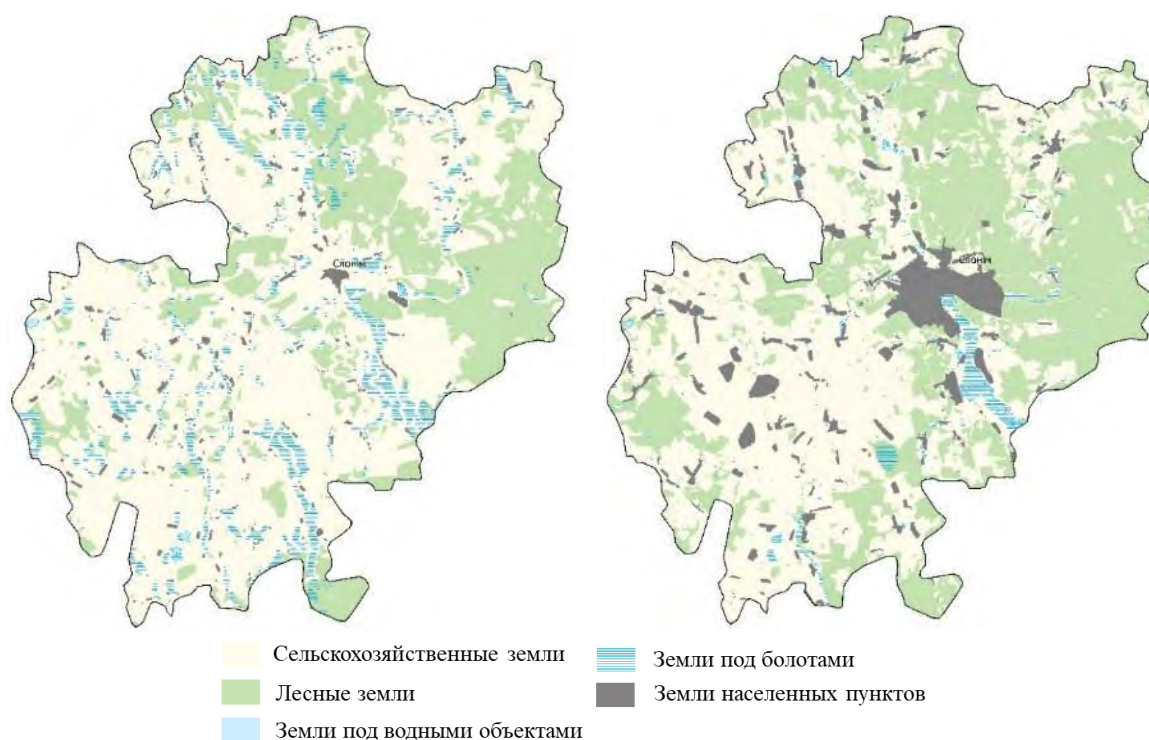 Слоним
Слоним
Сельскохозяйственные земли
Земли под болотами
Лесные земли
Земли населенных пунктов
Земли под водными объектами